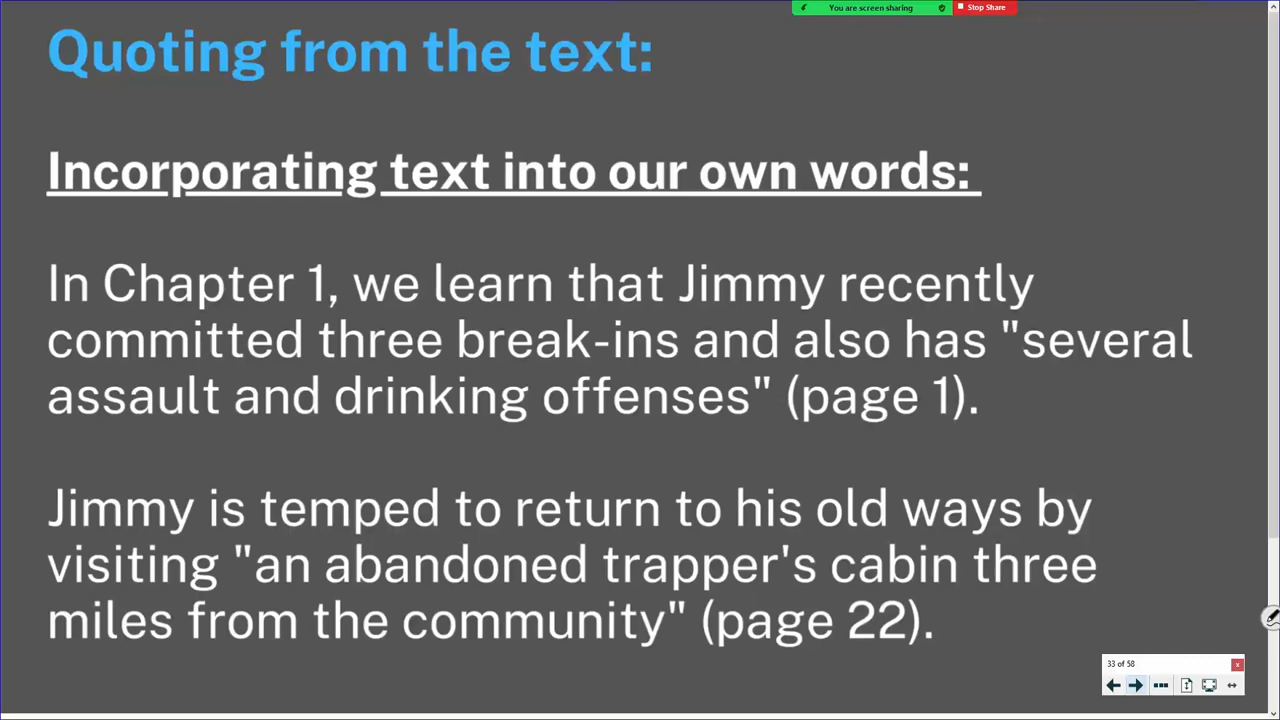 You are screen sharing
Stop Share
Quoting from the text:
Incorporating text into our own words:
In Chapter 1, we learn that Jimmy recently
committed three break-ins and also has "several
assault and drinking offenses" (page 1).
Jimmy is temped to return to his old ways by
visiting "an abandoned trapper's cabin three
miles from the community" (page 22).
33 of 58